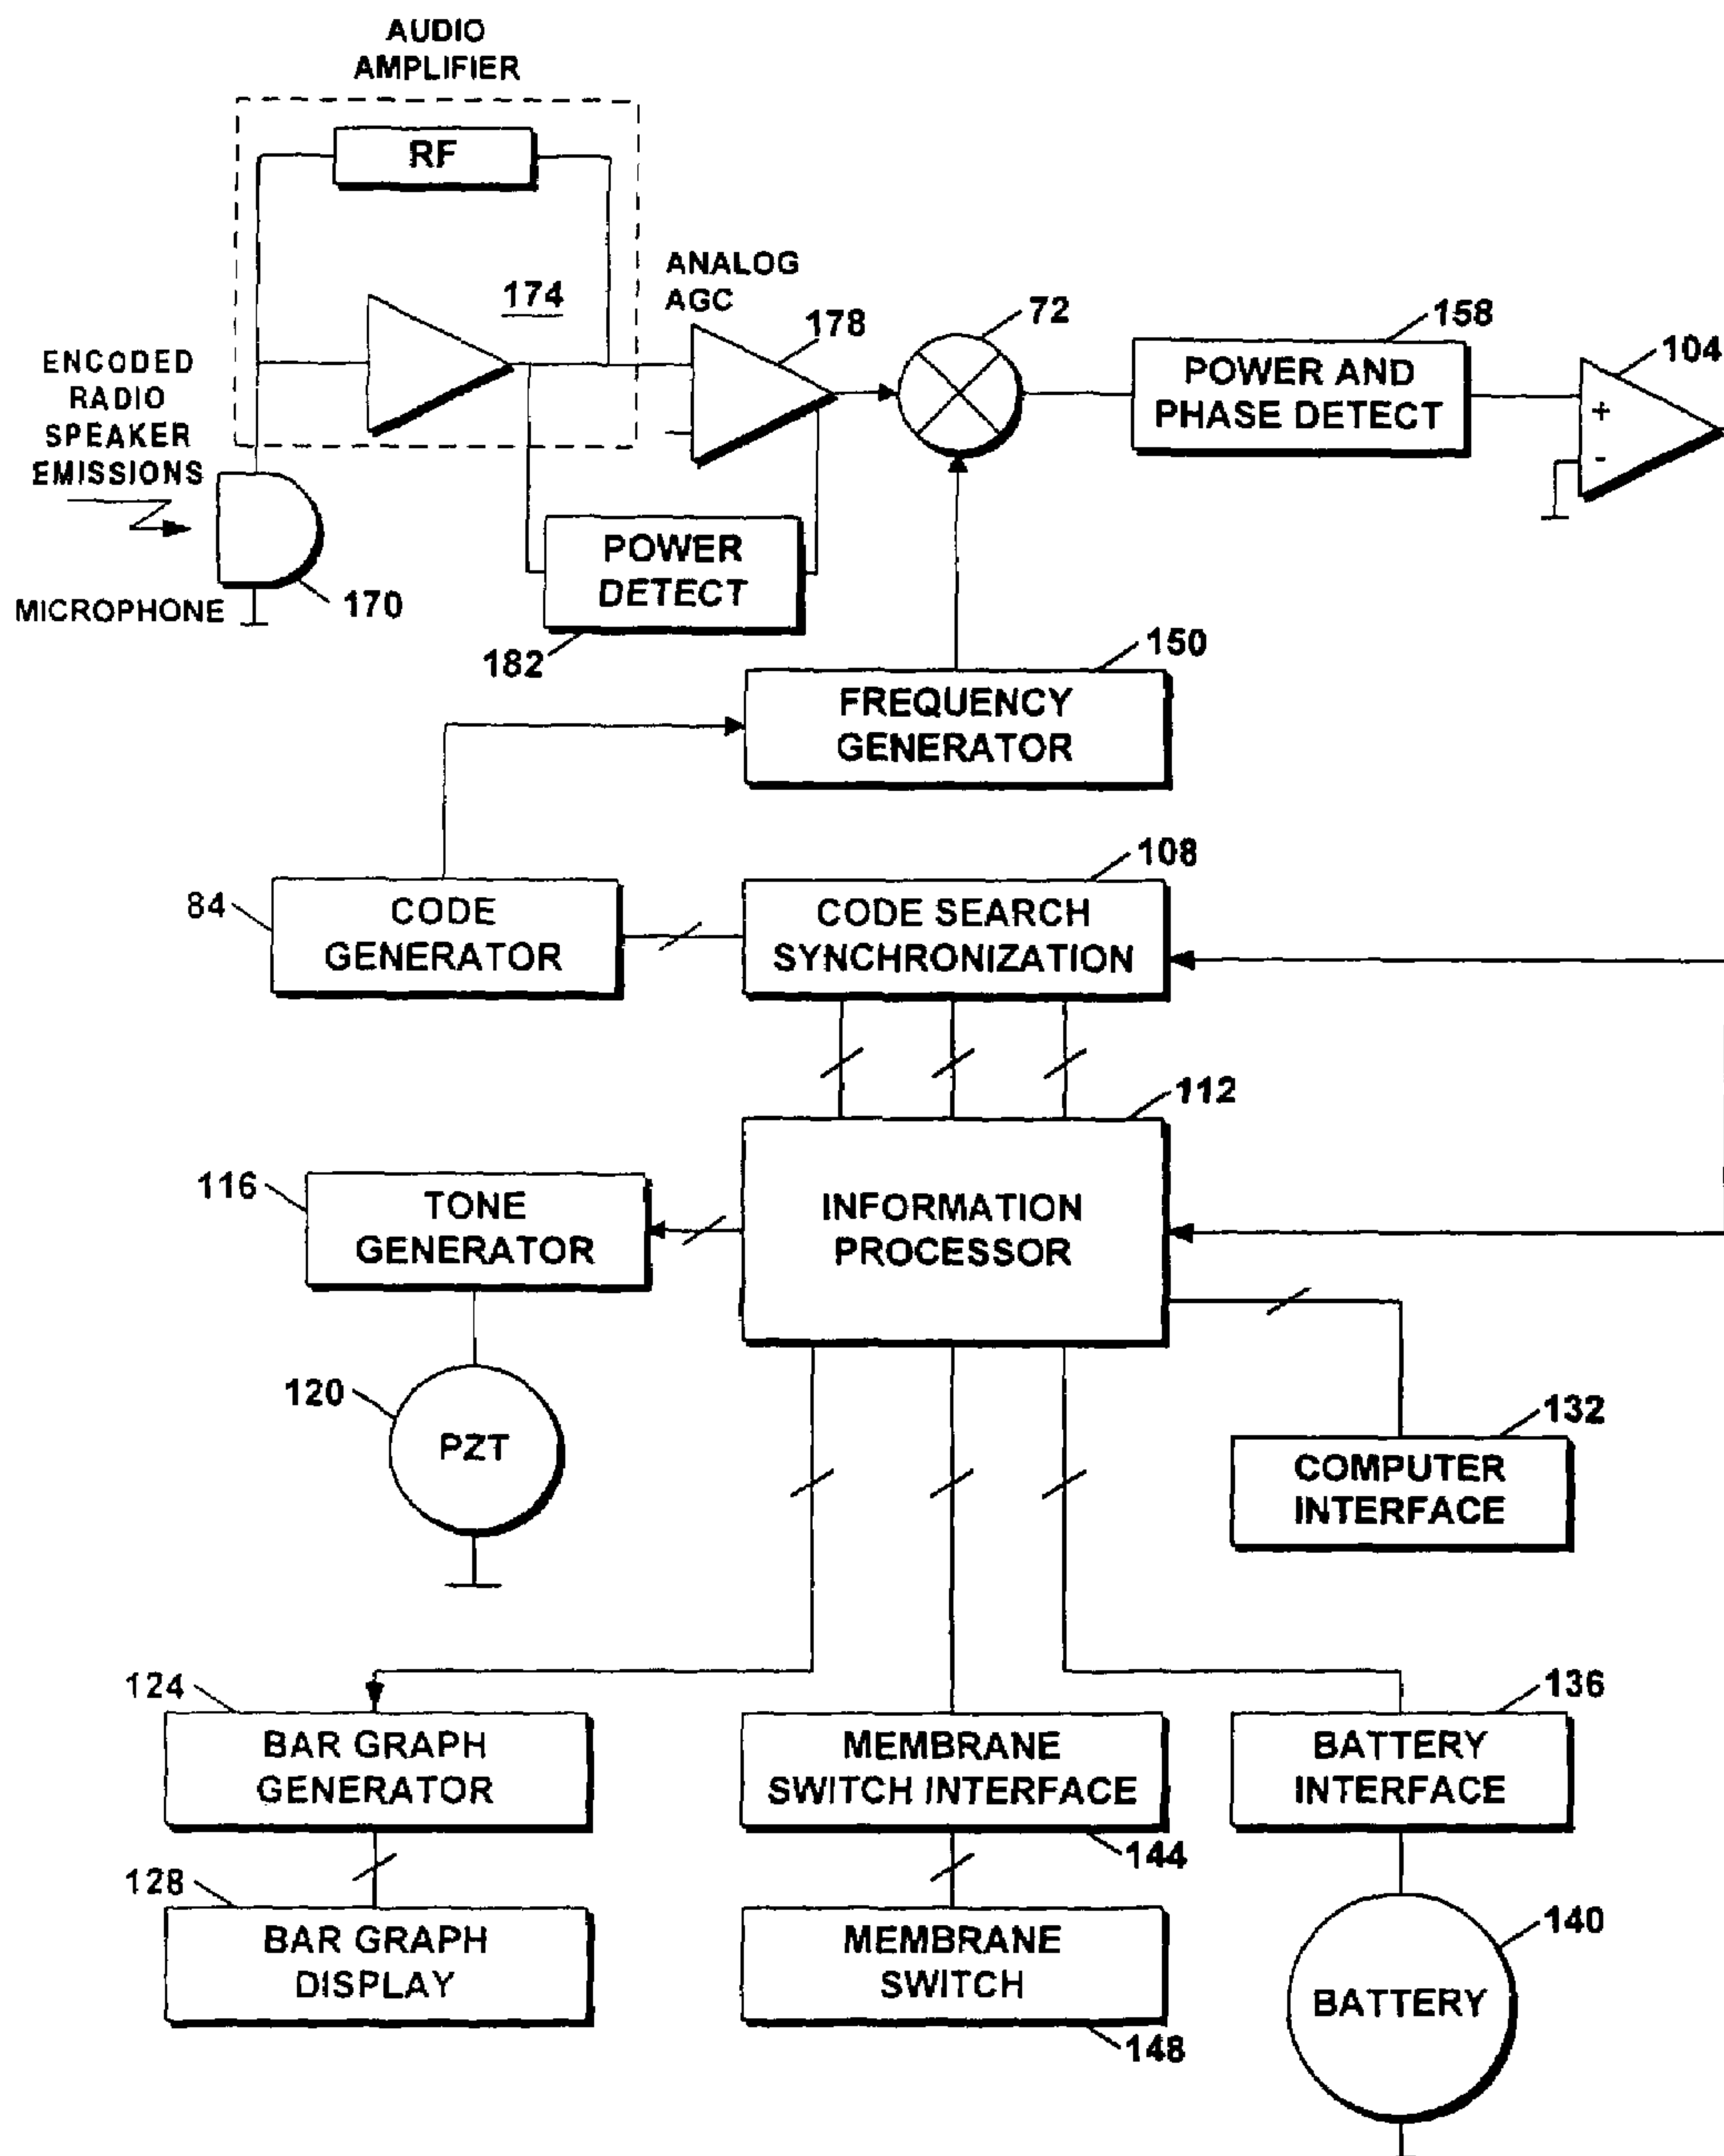 AUDIO
AMPLIFIER
RF
174
ANALOG
AGC
178
72
158
POWER AND
PHASE DETECT
104
+
-
ENCODED
RADIO
SPEAKER
EMISSIONS
MICROPHONE
170
POWER
DETECT
182
150
FREQUENCY
GENERATOR
84
CODE
GENERATOR
108
CODE SEARCH
SYNCHRONIZATION
112
INFORMATION
PROCESSOR
116
TONE
GENERATOR
120
PZT
132
COMPUTER
INTERFACE
124
BAR GRAPH
GENERATOR
128
BAR GRAPH
DISPLAY
MEMBRANE
SWITCH INTERFACE
144
MEMBRANE
SWITCH
148
136
BATTERY
INTERFACE
140
BATTERY